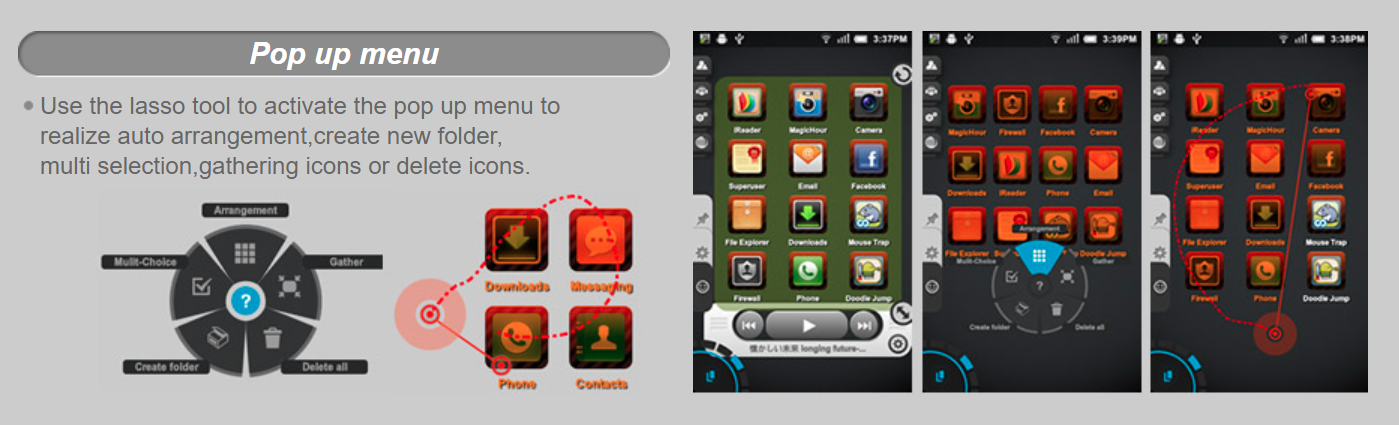 Pop up menu
Use the lasso tool to activate the pop up menu to
realize auto arrangement,create new folder,
multi selection,gathering icons or delete icons.
Arrangement
Mulit-Choice
Gather
?
Create folder
Delete all
Downloads
Messaging
Phone
Contacts
3:37PM
iReader MagicHour Camera
Superuser Email Facebook
File Explorer Downloads Mouse Trap
Firewall Phone Doodle Jump
懐かしい未来 longing future-...
3:39PM
MagicHour Firewall Facebook Camera
Downloads iReader Phone Email
Arrangement
File Explorer Doodle Jump
Mulit-Choice Gather
?
Create folder Delete all
3:38PM
iReader MagicHour Camera
Superuser Email Facebook
File Explorer Downloads Mouse Trap
Firewall Phone Doodle Jump